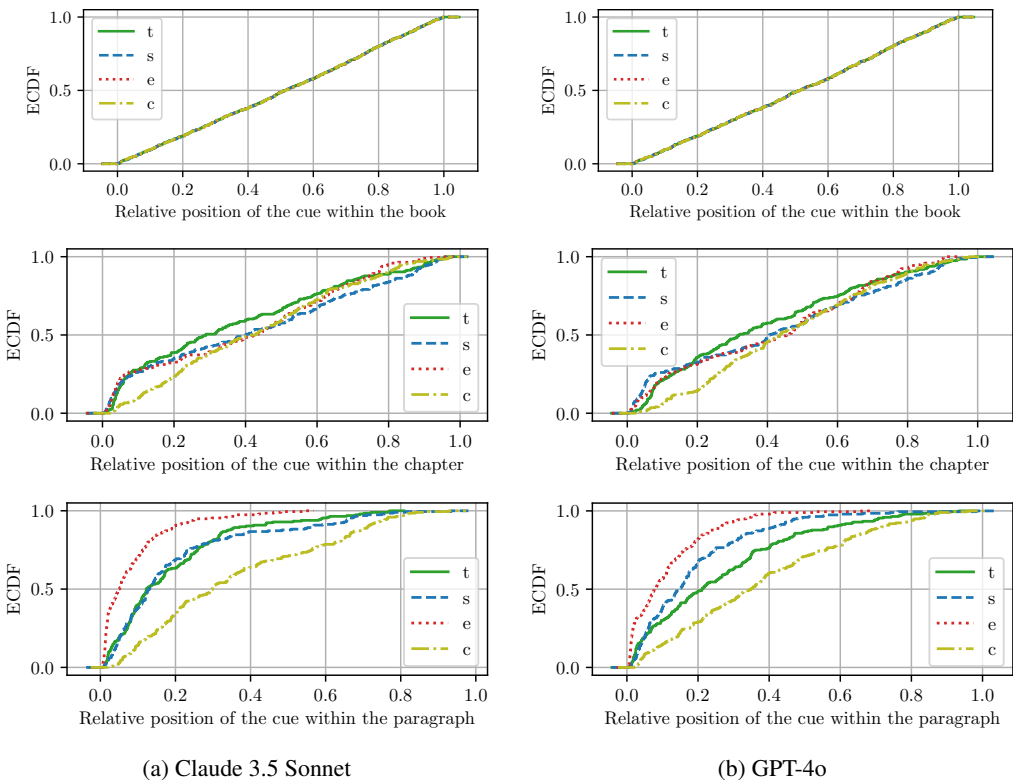 1.0
0.5
0.0
ECDF
t
s
e
c
0.0 0.2 0.4 0.6 0.8 1.0
Relative position of the cue within the book
1.0
0.5
0.0
ECDF
t
s
e
c
0.0 0.2 0.4 0.6 0.8 1.0
Relative position of the cue within the book
1.0
0.5
0.0
ECDF
t
s
e
c
0.0 0.2 0.4 0.6 0.8 1.0
Relative position of the cue within the chapter
1.0
0.5
0.0
ECDF
t
s
e
c
0.0 0.2 0.4 0.6 0.8 1.0
Relative position of the cue within the chapter
1.0
0.5
0.0
ECDF
t
s
e
c
0.0 0.2 0.4 0.6 0.8 1.0
Relative position of the cue within the paragraph
1.0
0.5
0.0
ECDF
t
s
e
c
0.0 0.2 0.4 0.6 0.8 1.0
Relative position of the cue within the paragraph
(a) Claude 3.5 Sonnet
(b) GPT-4o